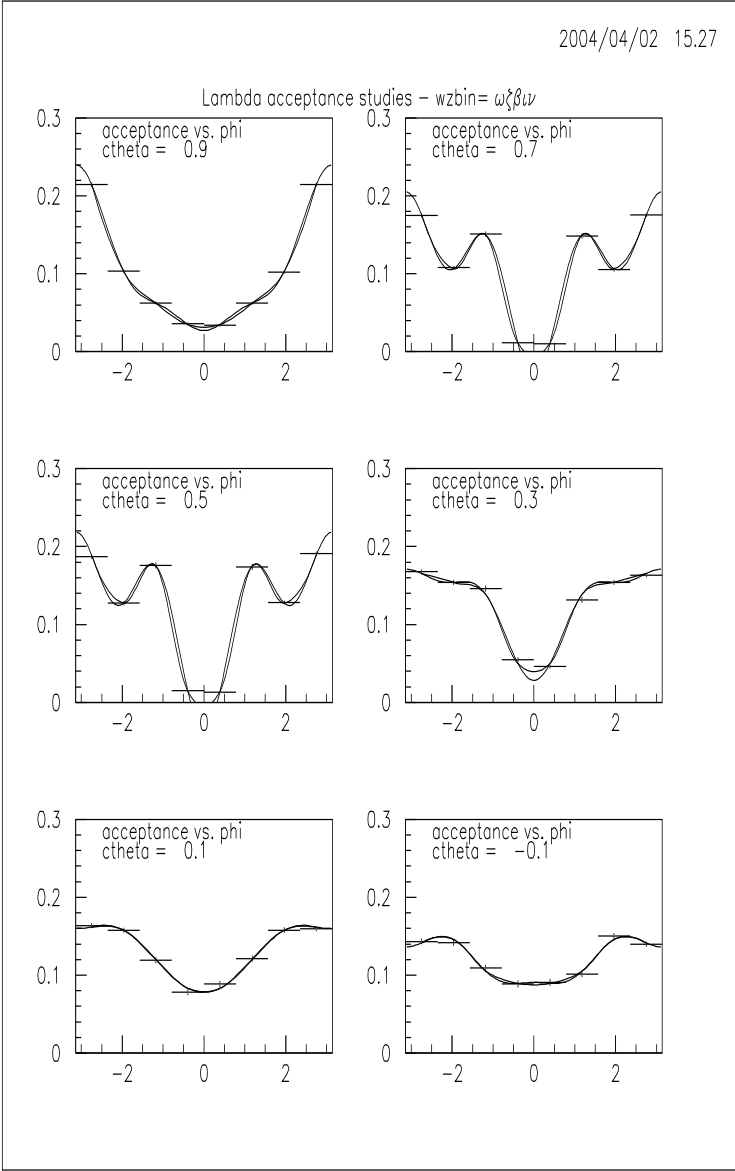 2004/04/02 15.27
Lambda acceptance studies - wzbin= ωζβιν
0.3
acceptance vs. phi
ctheta = 0.9
0.2
0.1
0
-2 0 2
0.3
acceptance vs. phi
ctheta = 0.7
0.2
0.1
0
-2 0 2
0.3
acceptance vs. phi
ctheta = 0.5
0.2
0.1
0
-2 0 2
0.3
acceptance vs. phi
ctheta = 0.3
0.2
0.1
0
-2 0 2
0.3
acceptance vs. phi
ctheta = 0.1
0.2
0.1
0
-2 0 2
0.3
acceptance vs. phi
ctheta = -0.1
0.2
0.1
0
-2 0 2